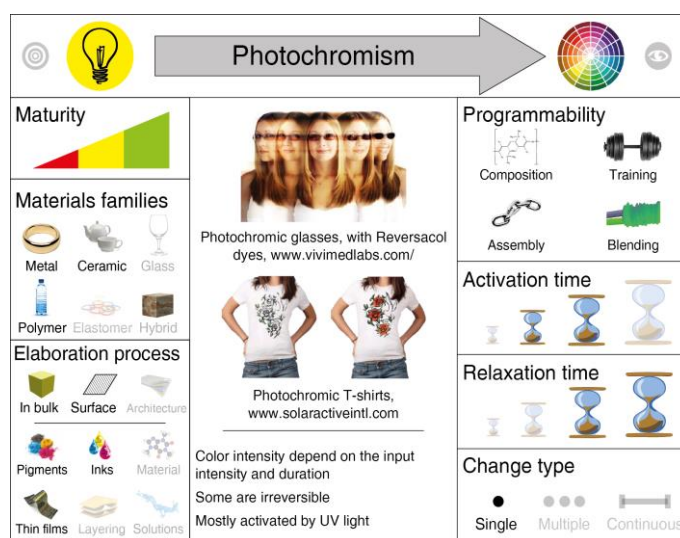 Photochromism
Maturity
Materials families
Metal
Ceramic
Glass
Polymer
Elastomer
Hybrid
Elaboration process
In bulk
Surface
Architecture
Pigments
Inks
Material
Thin films
Layering
Solutions
Photochromic glasses, with Reversacol
dyes, www.vivimedlabs.com/
Photochromic T-shirts,
www.solaractiveintl.com
Color intensity depend on the input
intensity and duration
Some are irreversible
Mostly activated by UV light
Programmability
Composition
Training
Assembly
Blending
Activation time
Relaxation time
Change type
Single
Multiple
Continuous